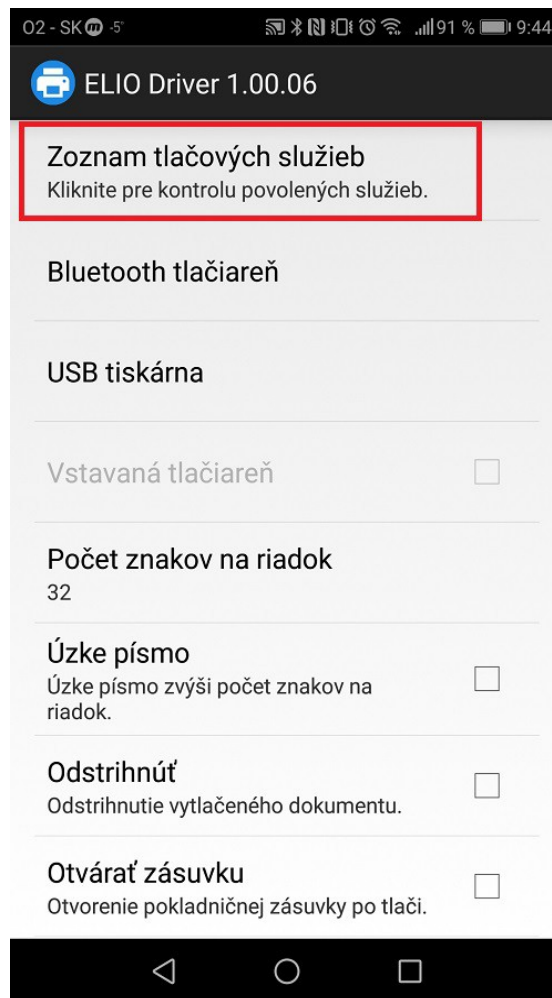 O2 - SK -5° 91 % 9:44
ELIO Driver 1.00.06
Zoznam tlačových služieb
Kliknite pre kontrolu povolených služieb.
Bluetooth tlačiareň
USB tiskárna
Vstavaná tlačiareň
Počet znakov na riadok
32
Úzke písmo
Úzke písmo zvýši počet znakov na
riadok.
Odstrihnúť
Odstrihnutie vytlačeného dokumentu.
Otvárať zásuvku
Otvorenie pokladničnej zásuvky po tlači.